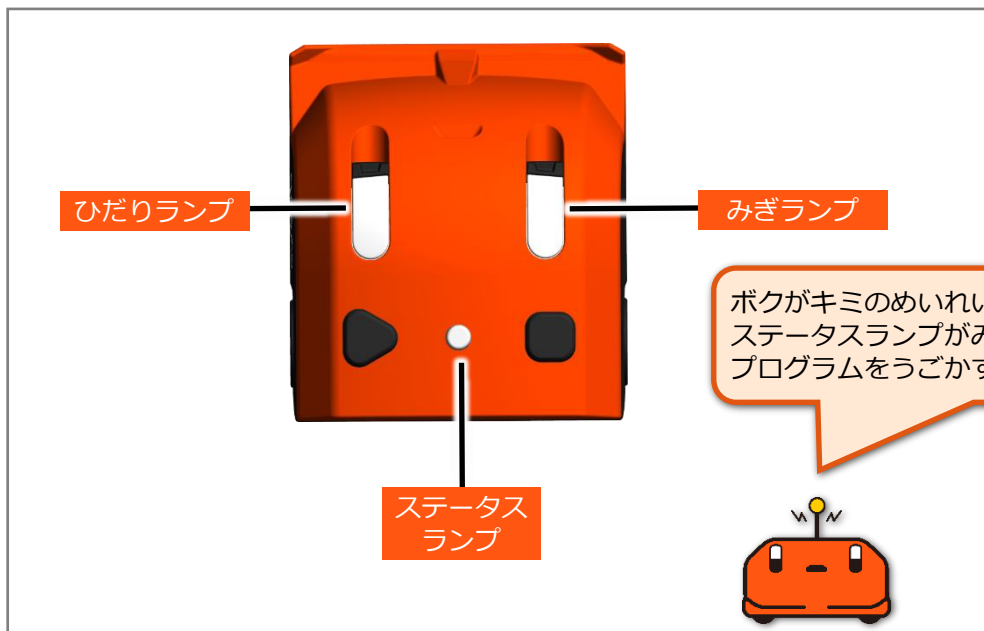 ひだりランプ
みぎランプ
ボクがキミのめいれい
ステータスランプがみ
プログラムをうごかす
ステータス
ランプ